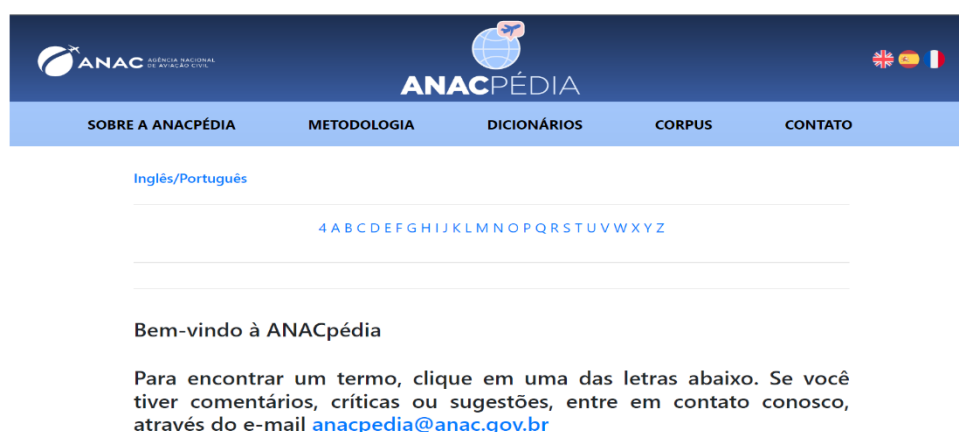 ANAC AGÊNCIA NACIONAL
DE AVIAÇÃO CIVIL
ANACPÉDIA
SOBRE A ANACPÉDIA METODOLOGIA DICIONÁRIOS CORPUS CONTATO
Inglês/Português
4 A B C D E F G H I J K L M N O P Q R S T U V W X Y Z
Bem-vindo à ANACpédia
Para encontrar um termo, clique em uma das letras abaixo. Se você
tiver comentários, críticas ou sugestões, entre em contato conosco,
através do e-mail anacpedia@anac.gov.br